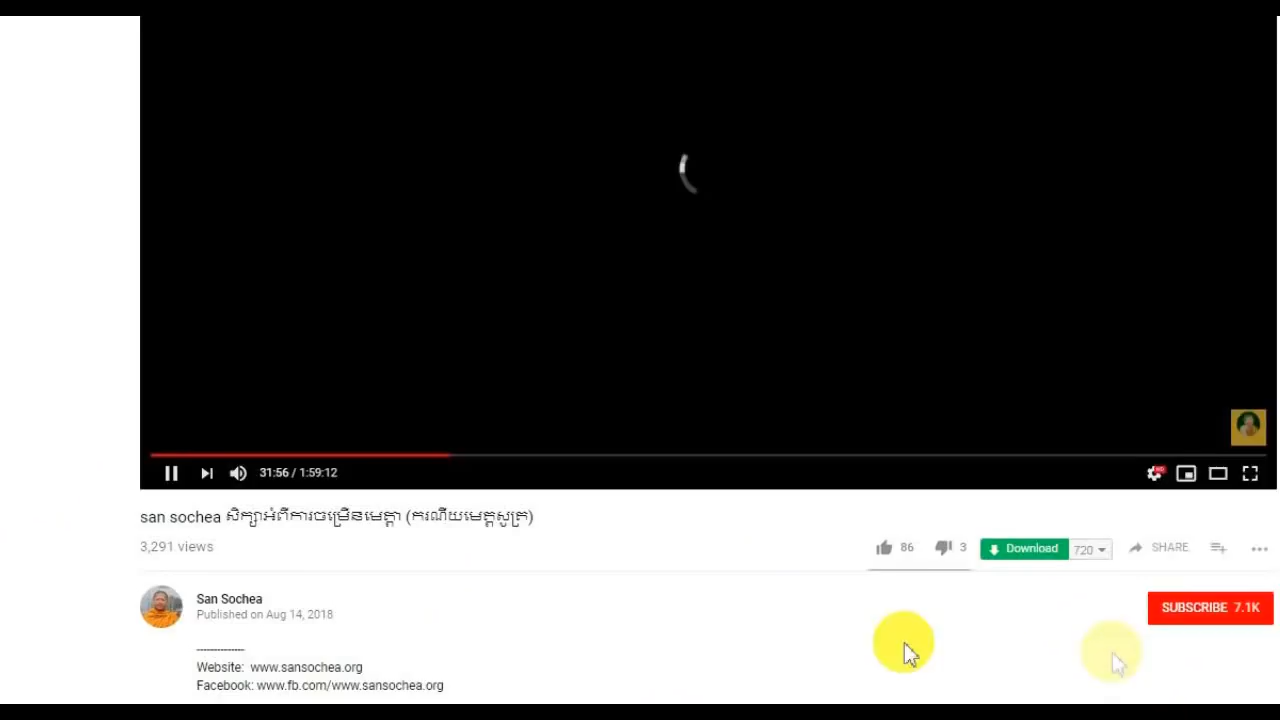 31:56 / 1:59:12
san sochea សិក្សាអំពីការចម្រើនមេត្តា (ករណីយមេត្តសូត្រ)
3,291 views
86 3 Download 720 SHARE
San Sochea
Published on Aug 14, 2018
SUBSCRIBE 7.1K
--------------
Website: www.sansochea.org
Facebook: www.fb.com/www.sansochea.org